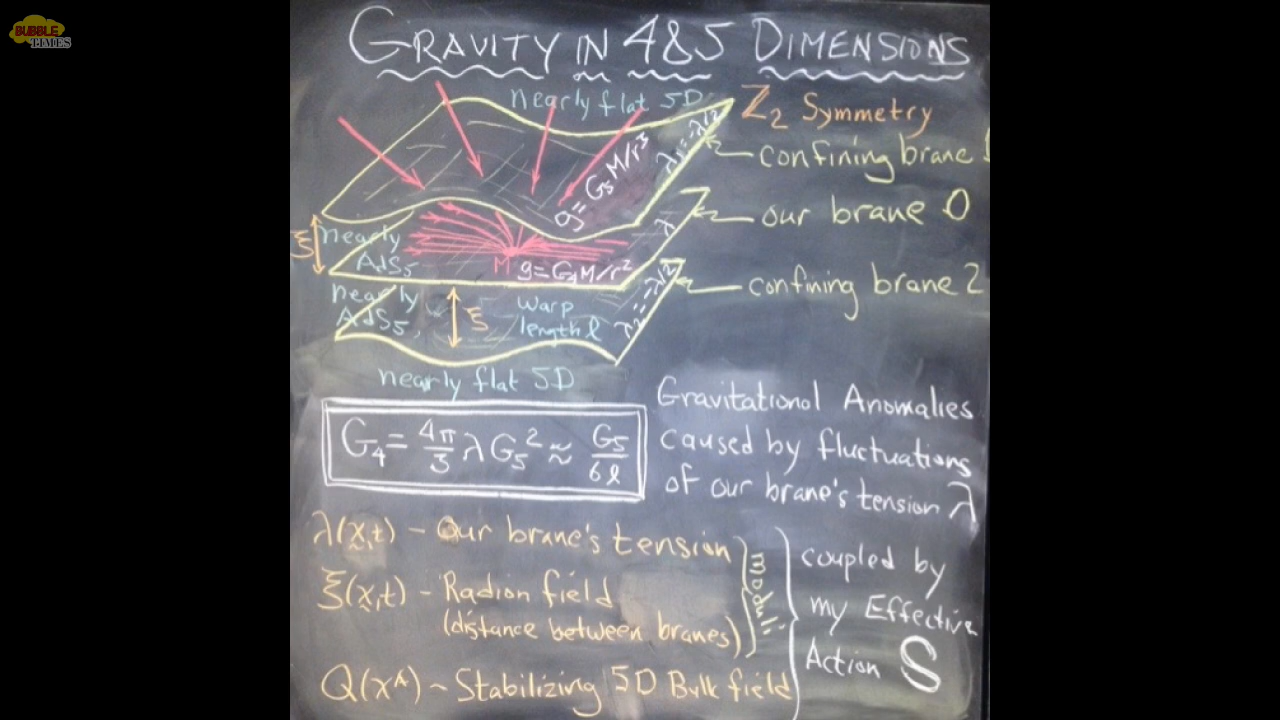 BUBBLE
TIMES
GRAVITY IN 4&5 DIMENSIONS
nearly flat 5D
Z₂ Symmetry
confining brane 1
g = G₅M/r³
λ₁=-λ/2
our brane 0
ξ
nearly
AdS₅
λ
M
g=G₄M/r²
confining brane 2
nearly
AdS₅,
ξ
Warp
length ℓ
λ₂=-λ/2
nearly flat 5D
G₄ = 4π/3 λ G₅² ≈ G₅/6ℓ
Gravitational Anomalies
caused by fluctuations
of our brane's tension λ
λ(x,t) - Our brane's tension
ξ(x,t) - Radion field
(distance between branes)
moduli
Q(xᴬ) ~ Stabilizing 5D Bulk field
coupled by
my Effective
Action S